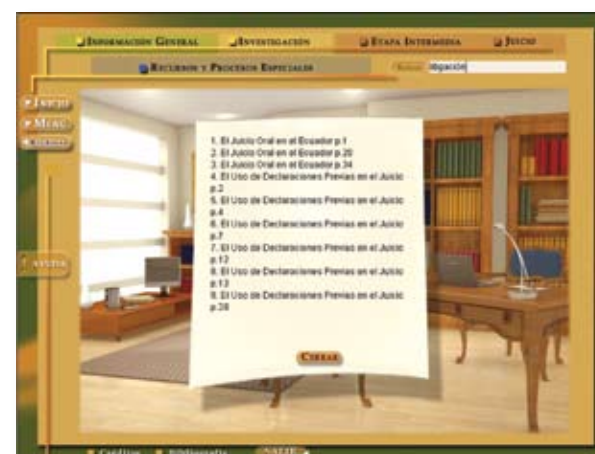 INFORMACIÓN GENERAL INVESTIGACIÓN ETAPA INTERMEDIA JUICIO
RECURSOS Y PROCESOS ESPECIALES litigación
INICIO
MENÚ
1. El Juicio Oral en el Ecuador p.1
2. El Juicio Oral en el Ecuador p.20
3. El Juicio Oral en el Ecuador p.34
4. El Uso de Declaraciones Previas en el Juicio
p.2
5. El Uso de Declaraciones Previas en el Juicio
p.4
6. El Uso de Declaraciones Previas en el Juicio
p.7
7. El Uso de Declaraciones Previas en el Juicio
p.12
8. El Uso de Declaraciones Previas en el Juicio
p.13
9. El Uso de Declaraciones Previas en el Juicio
p.38
AYUDA
CERRAR
Créditos Bibliografía SALIR